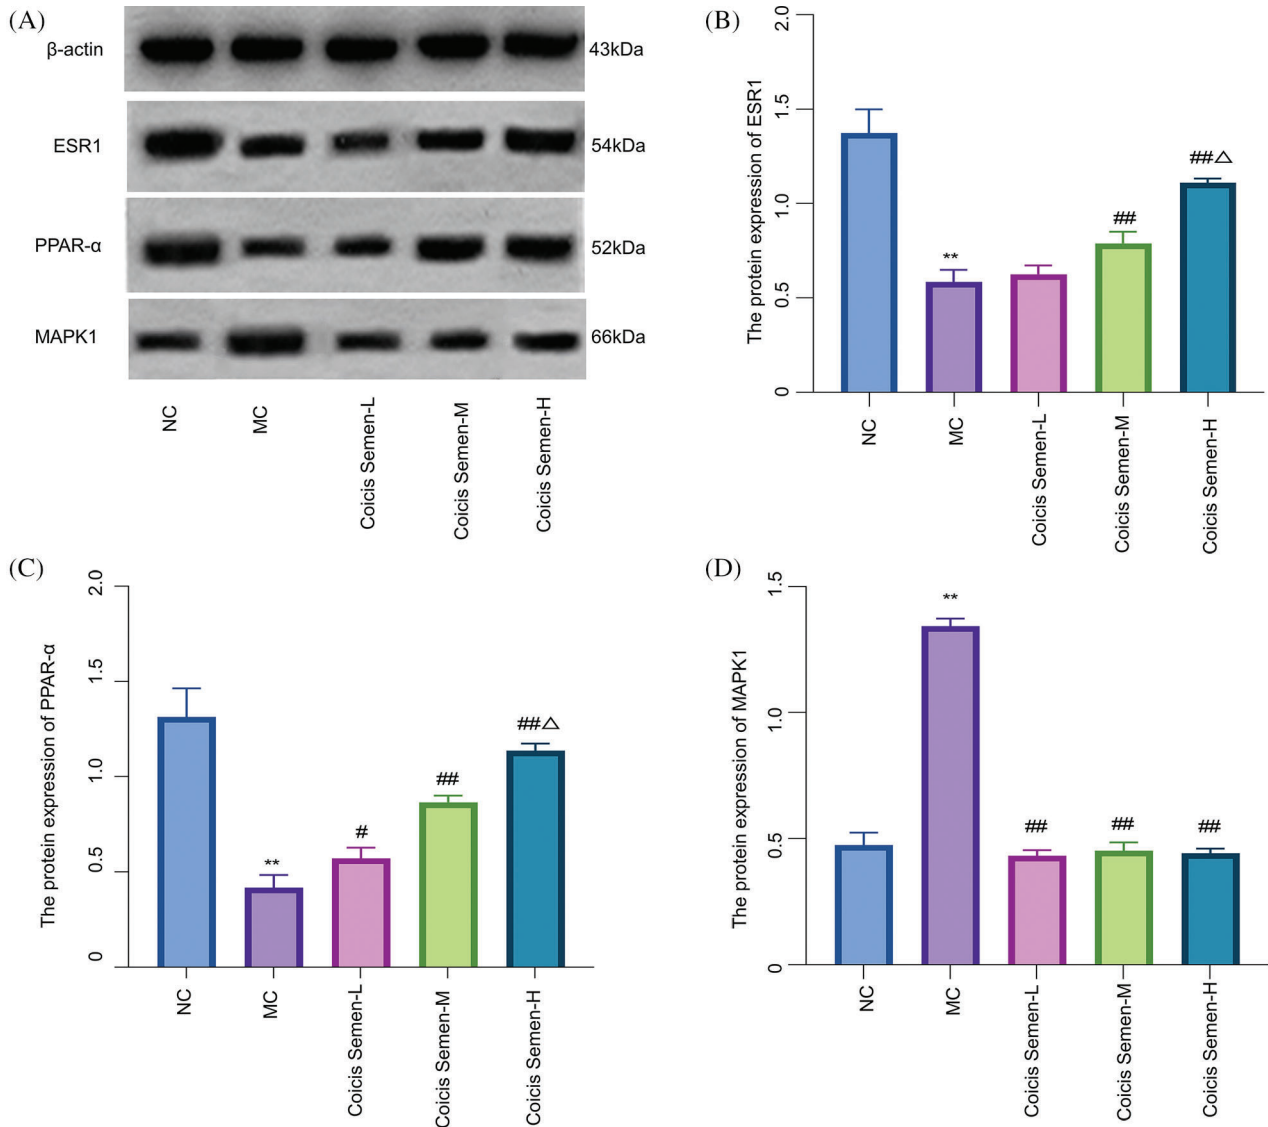 (A)
β-actin
43kDa
ESR1
54kDa
PPAR-α
52kDa
MAPK1
66kDa
NC
MC
Coicis Semen-L
Coicis Semen-M
Coicis Semen-H
(B)
The protein expression of ESR1
2.0
1.5
1.0
0.5
0
**
##
##△
NC
MC
Coicis Semen-L
Coicis Semen-M
Coicis Semen-H
(C)
The protein expression of PPAR-α
2.0
1.5
1.0
0.5
0
**
#
##
##△
NC
MC
Coicis Semen-L
Coicis Semen-M
Coicis Semen-H
(D)
The protein expression of MAPK1
1.5
1.0
0.5
0
**
##
##
##
NC
MC
Coicis Semen-L
Coicis Semen-M
Coicis Semen-H